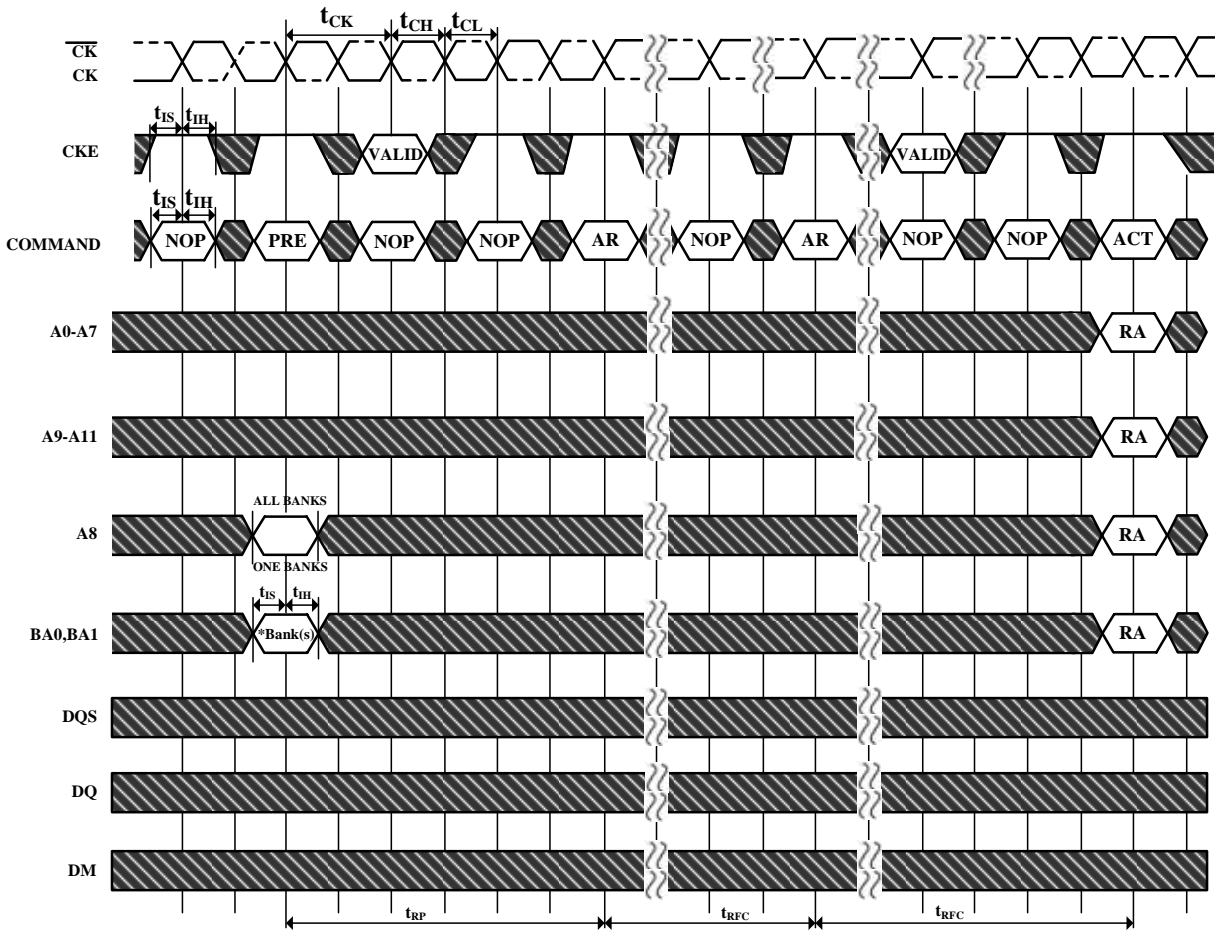 tCK tCH tCL
CK
CK
tIS tIH
CKE VALID VALID
tIS tIH
COMMAND NOP PRE NOP NOP AR NOP AR NOP NOP ACT
A0-A7 RA
A9-A11 RA
ALL BANKS
A8 RA
ONE BANKS
tIS tIH
BA0,BA1 *Bank(s) RA
DQS
DQ
DM
tRP tRFC tRFC